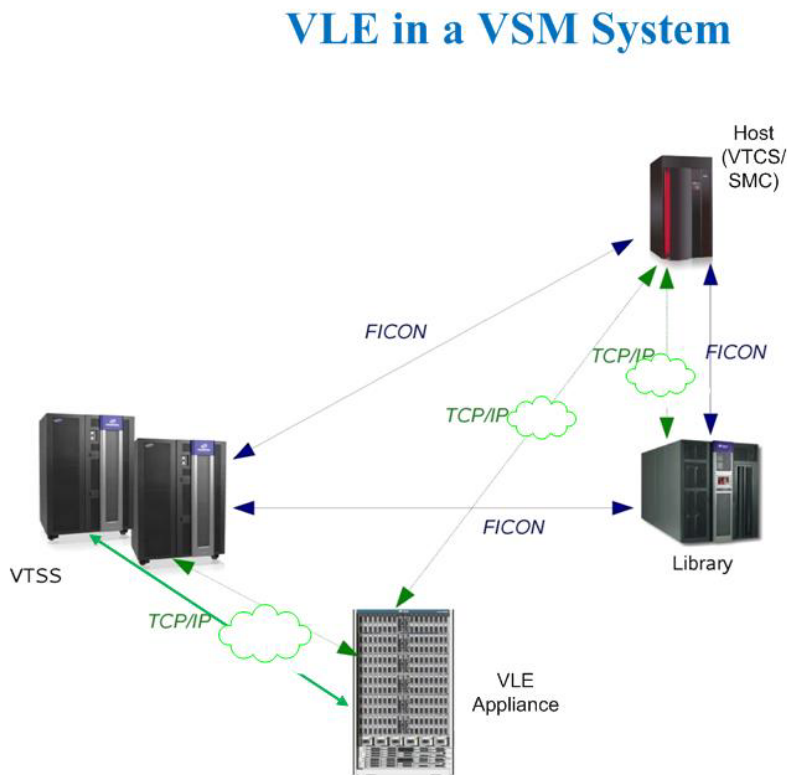 VLE in a VSM System
Host
(VTCS/
SMC)
FICON
TCP/IP
FICON
TCP/IP
FICON
Library
VTSS
TCP/IP
VLE
Appliance